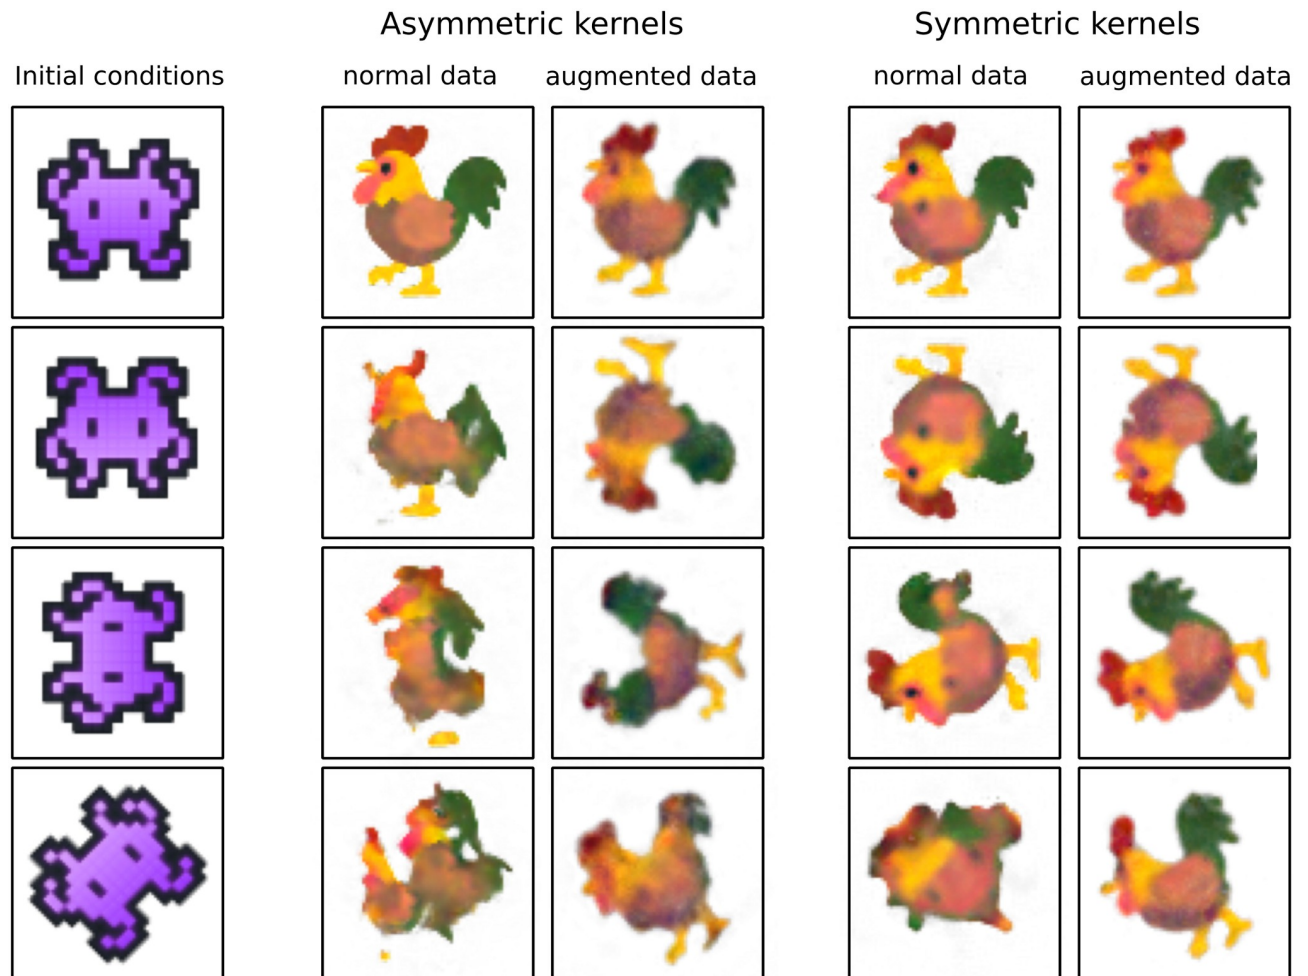 Asymmetric kernels
Symmetric kernels
Initial conditions
normal data
augmented data
normal data
augmented data